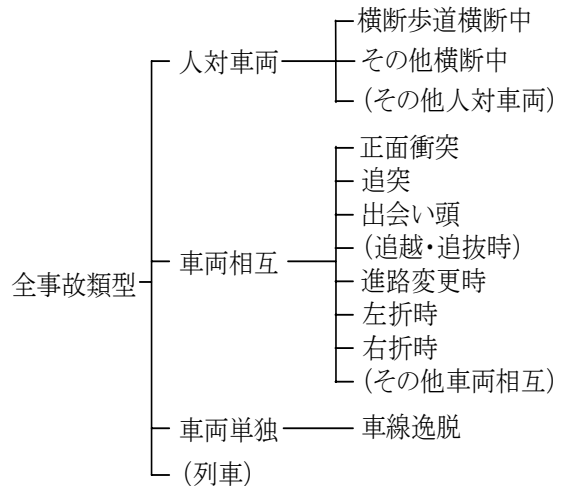 横断歩道横断中
人対車両
その他横断中
(その他人対車両)
正面衝突
追突
出会い頭
(追越・追抜時)
車両相互
進路変更時
全事故類型
左折時
右折時
(その他車両相互)
車両単独
車線逸脱
(列車)